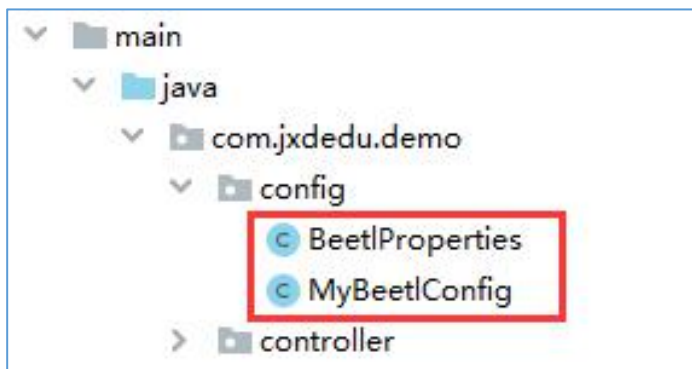 main
java
com.jxdedu.demo
config
C BeetlProperties
C MyBeetlConfig
controller